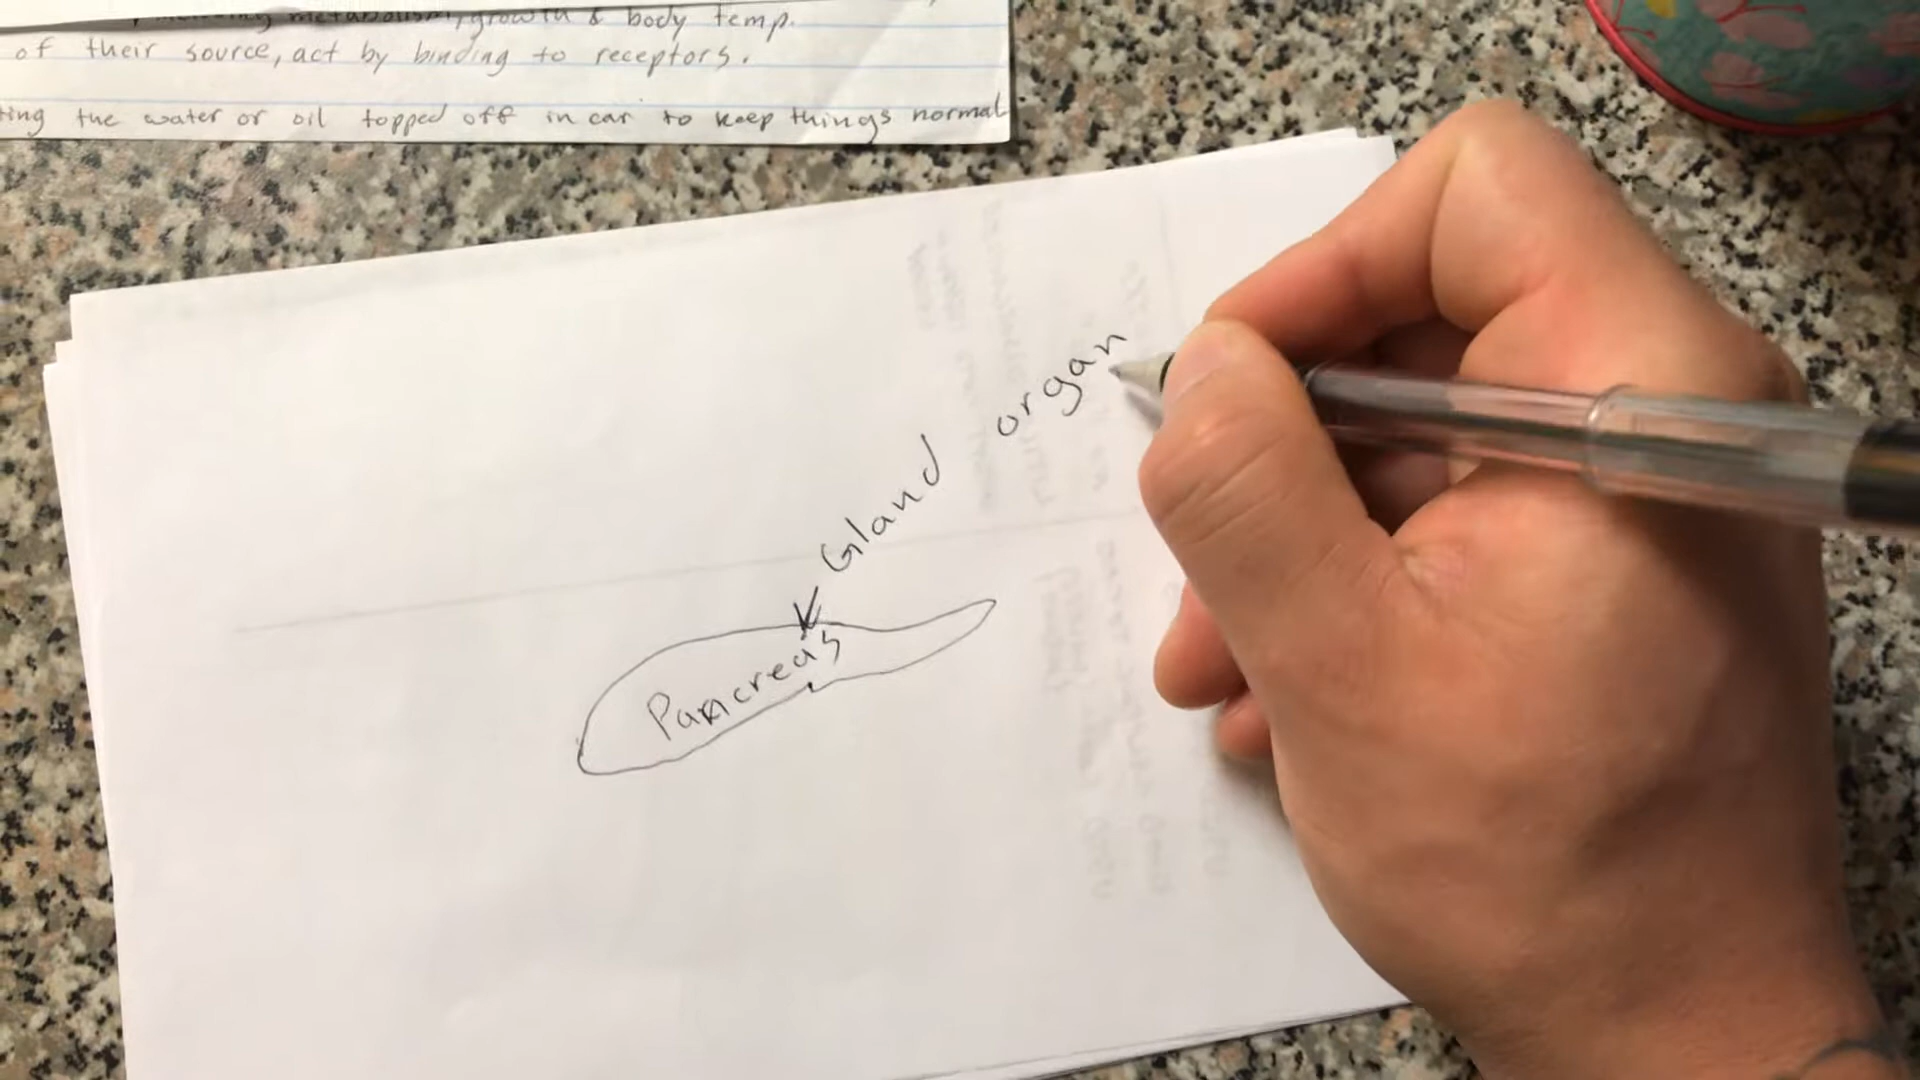 metabolism, growth & body temp.
of their source, act by binding to receptors.
ting the water or oil topped off in car to keep things normal
Gland organ
Pancreas